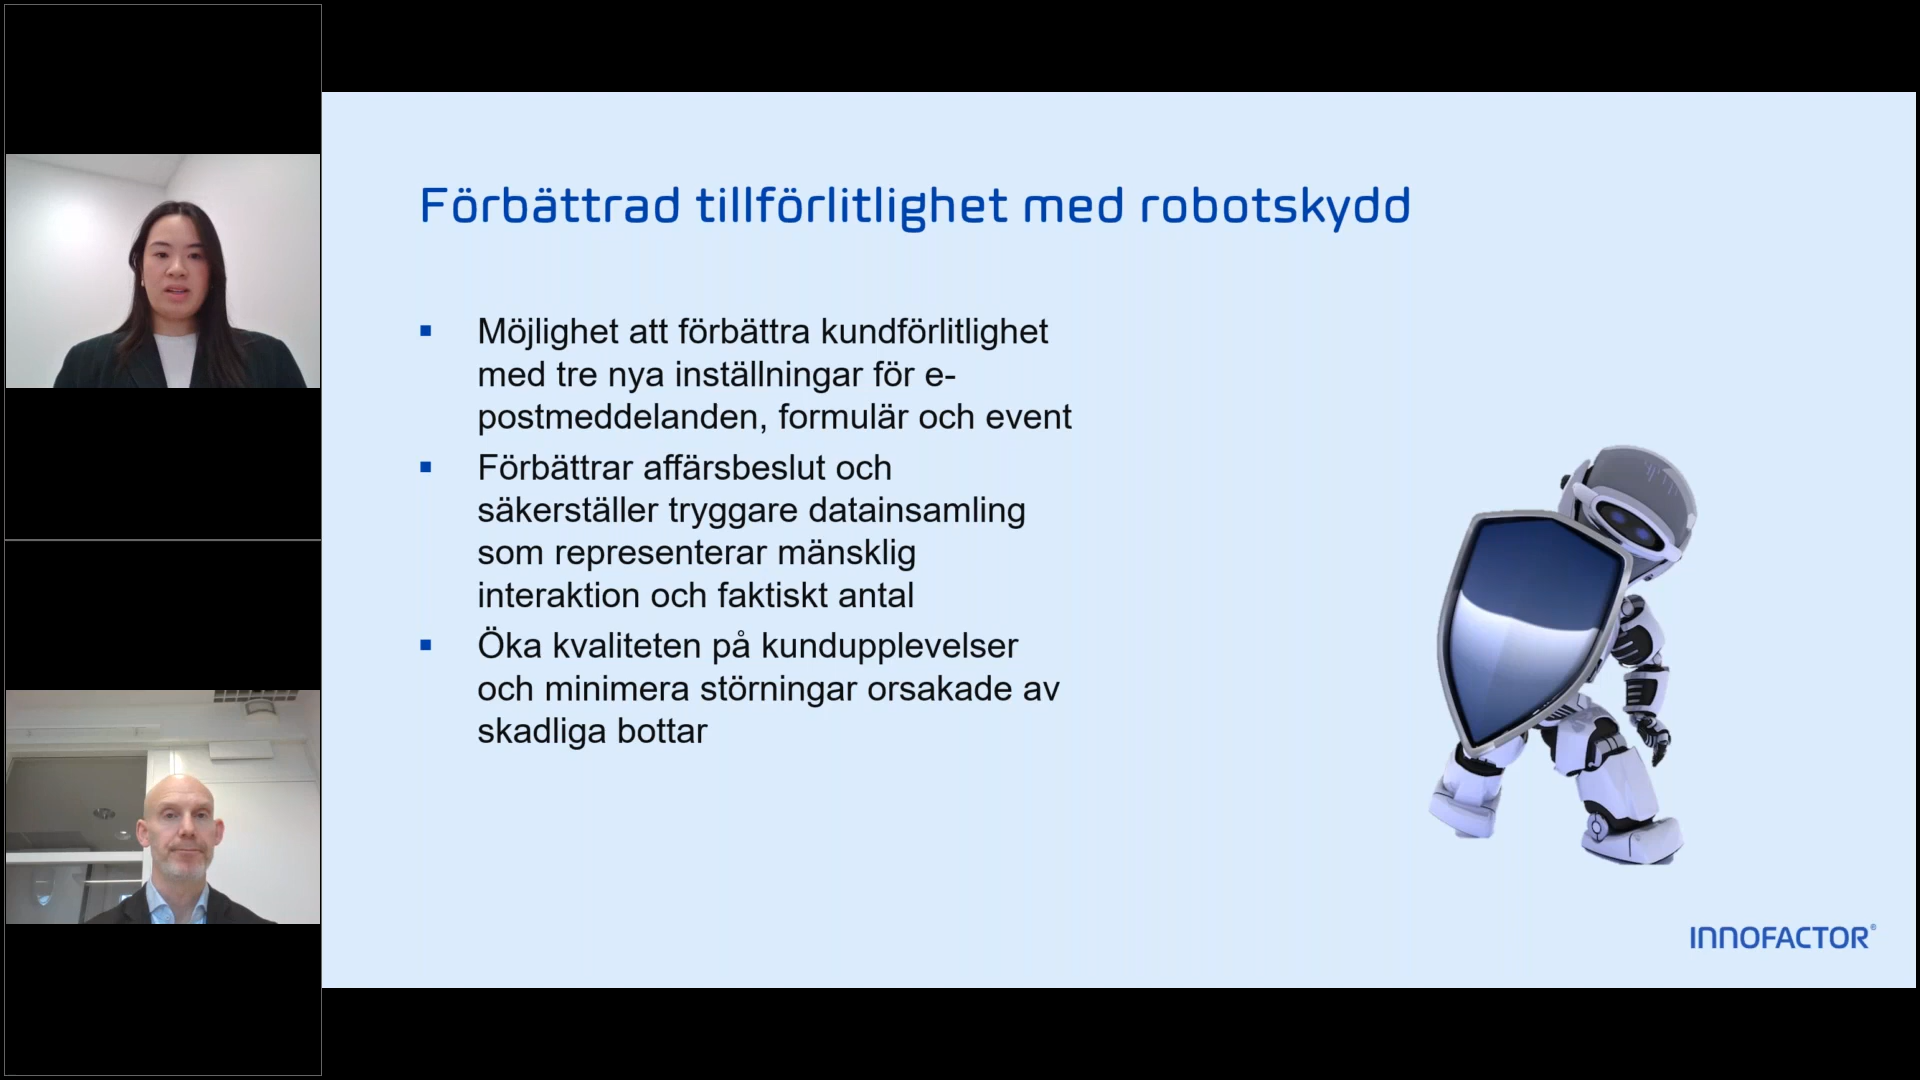 Förbättrad tillförlitlighet med robotskydd
▪ Möjlighet att förbättra kundförlitlighet
med tre nya inställningar för e-
postmeddelanden, formulär och event
▪ Förbättrar affärsbeslut och
säkerställer tryggare datainsamling
som representerar mänsklig
interaktion och faktiskt antal
▪ Öka kvaliteten på kundupplevelser
och minimera störningar orsakade av
skadliga bottar
INNOFACTOR®